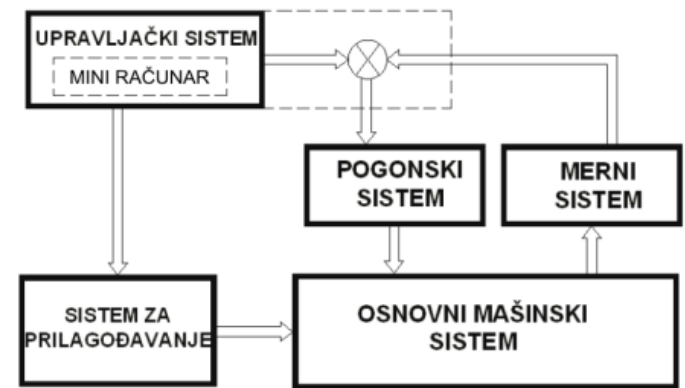 UPRAVLJAČKI SISTEM
MINI RAČUNAR
POGONSKI
SISTEM
MERNI
SISTEM
SISTEM ZA
PRILAGOĐAVANJE
OSNOVNI MAŠINSKI
SISTEM